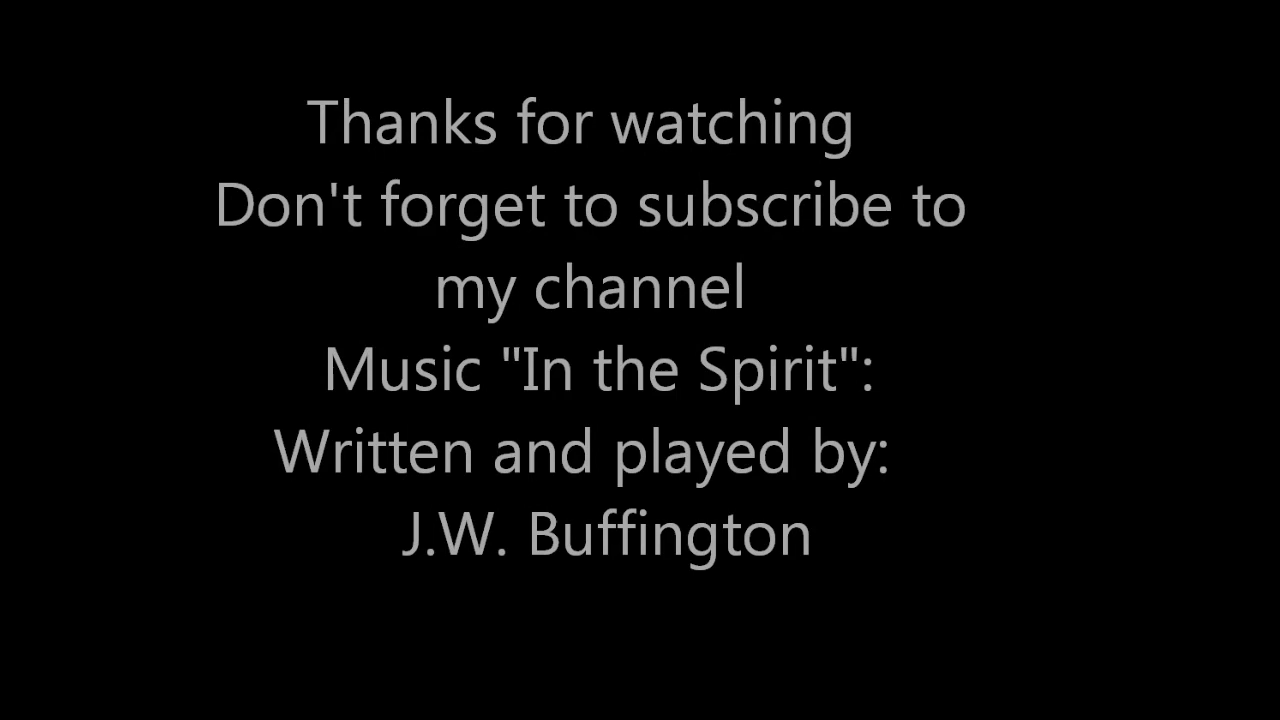 Thanks for watching
Don't forget to subscribe to
my channel
Music "In the Spirit":
Written and played by:
J.W. Buffington